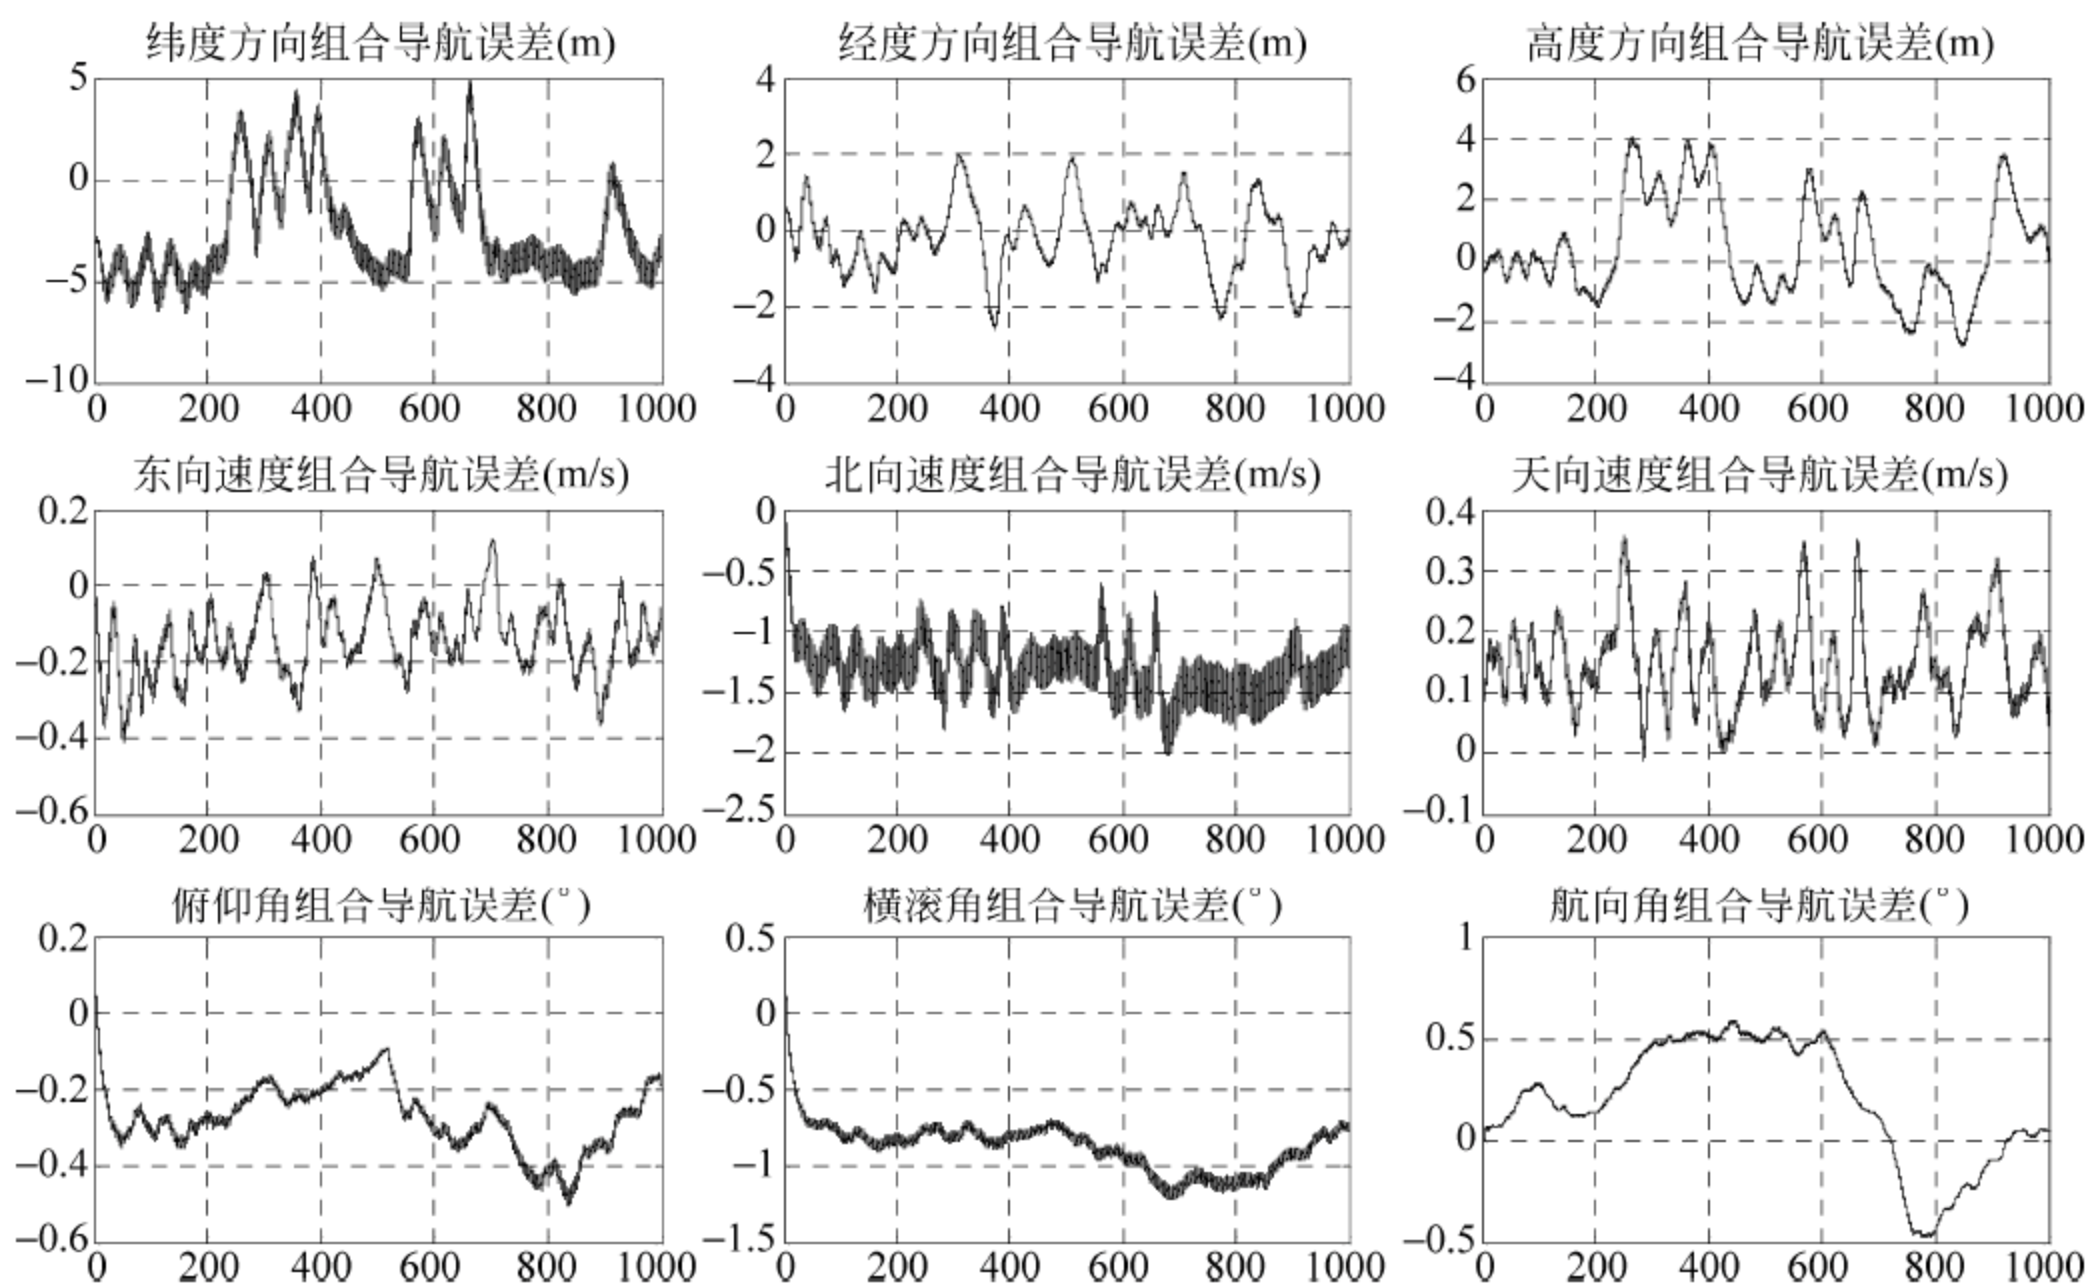 纬度方向组合导航误差(m) 经度方向组合导航误差(m) 高度方向组合导航误差(m)
5 4 6
4
2
0 0 2
0
−5 −2
−2
−10 −4 −4
0 200 400 600 800 1000 0 200 400 600 800 1000 0 200 400 600 800 1000
东向速度组合导航误差(m/s) 北向速度组合导航误差(m/s) 天向速度组合导航误差(m/s)
0.2 0 0.4
0 −0.5 0.3
−0.2 −1 0.2
−1.5 0.1
−0.4 −2 0
−0.6 −2.5 −0.1
0 200 400 600 800 1000 0 200 400 600 800 1000 0 200 400 600 800 1000
俯仰角组合导航误差(°) 横滚角组合导航误差(°) 航向角组合导航误差(°)
0.2 0.5 1
0 0 0.5
−0.2 −0.5
−0.4 −1 0
−0.6 −1.5 −0.5
0 200 400 600 800 1000 0 200 400 600 800 1000 0 200 400 600 800 1000